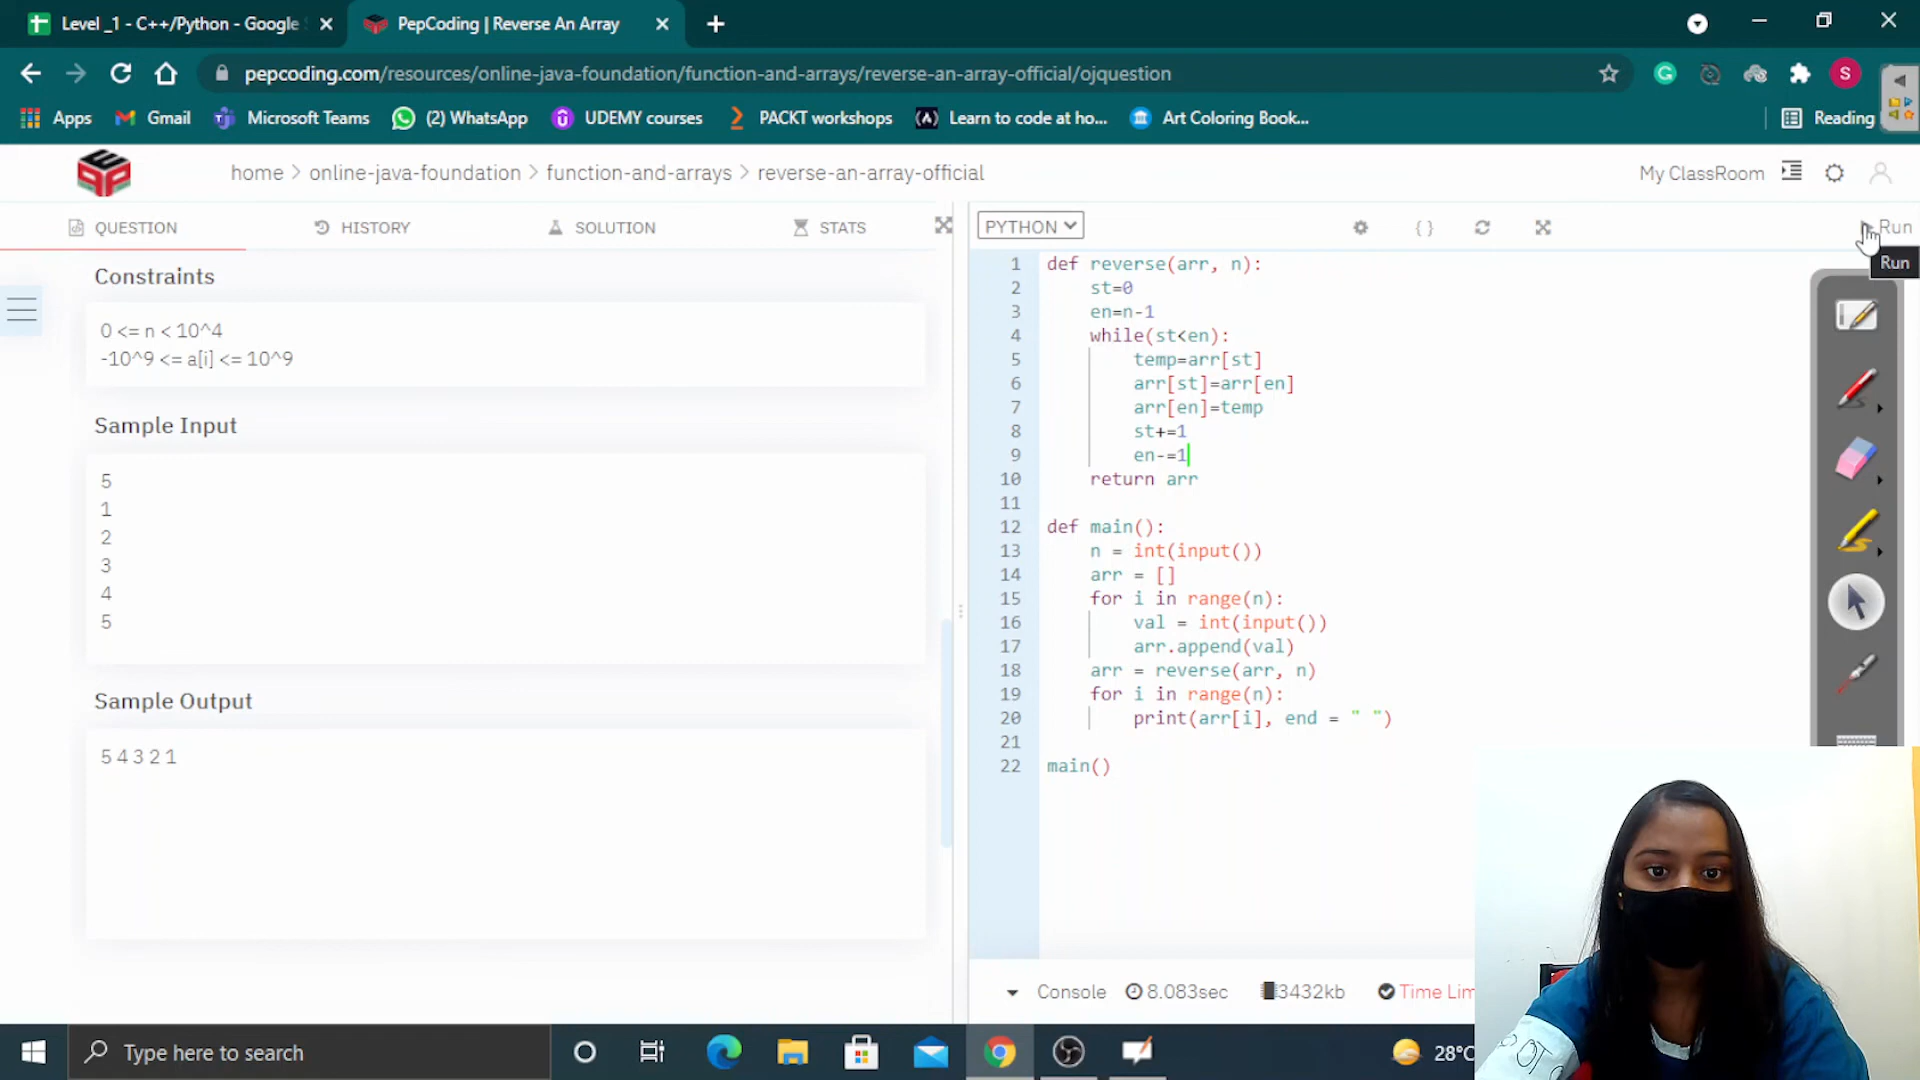 Level _1 - C++/Python - Google
PepCoding | Reverse An Array
pepcoding.com/resources/online-java-foundation/function-and-arrays/reverse-an-array-official/ojquestion
S
Apps
Gmail
Microsoft Teams
(2) WhatsApp
UDEMY courses
PACKT workshops
Learn to code at ho...
Art Coloring Book...
Reading
home > online-java-foundation > function-and-arrays > reverse-an-array-official
My ClassRoom
QUESTION
HISTORY
SOLUTION
STATS
PYTHON
Run
Run
Constraints
0 <= n < 10^4
-10^9 <= a[i] <= 10^9
Sample Input
5
1
2
3
4
5
Sample Output
5 4 3 2 1
1 def reverse(arr, n):
2 st=0
3 en=n-1
4 while(st<en):
5 temp=arr[st]
6 arr[st]=arr[en]
7 arr[en]=temp
8 st+=1
9 en-=1
10 return arr
11
12 def main():
13 n = int(input())
14 arr = []
15 for i in range(n):
16 val = int(input())
17 arr.append(val)
18 arr = reverse(arr, n)
19 for i in range(n):
20 print(arr[i], end = " ")
21
22 main()
Console
8.083sec
3432kb
Time Lim
Type here to search
28°C